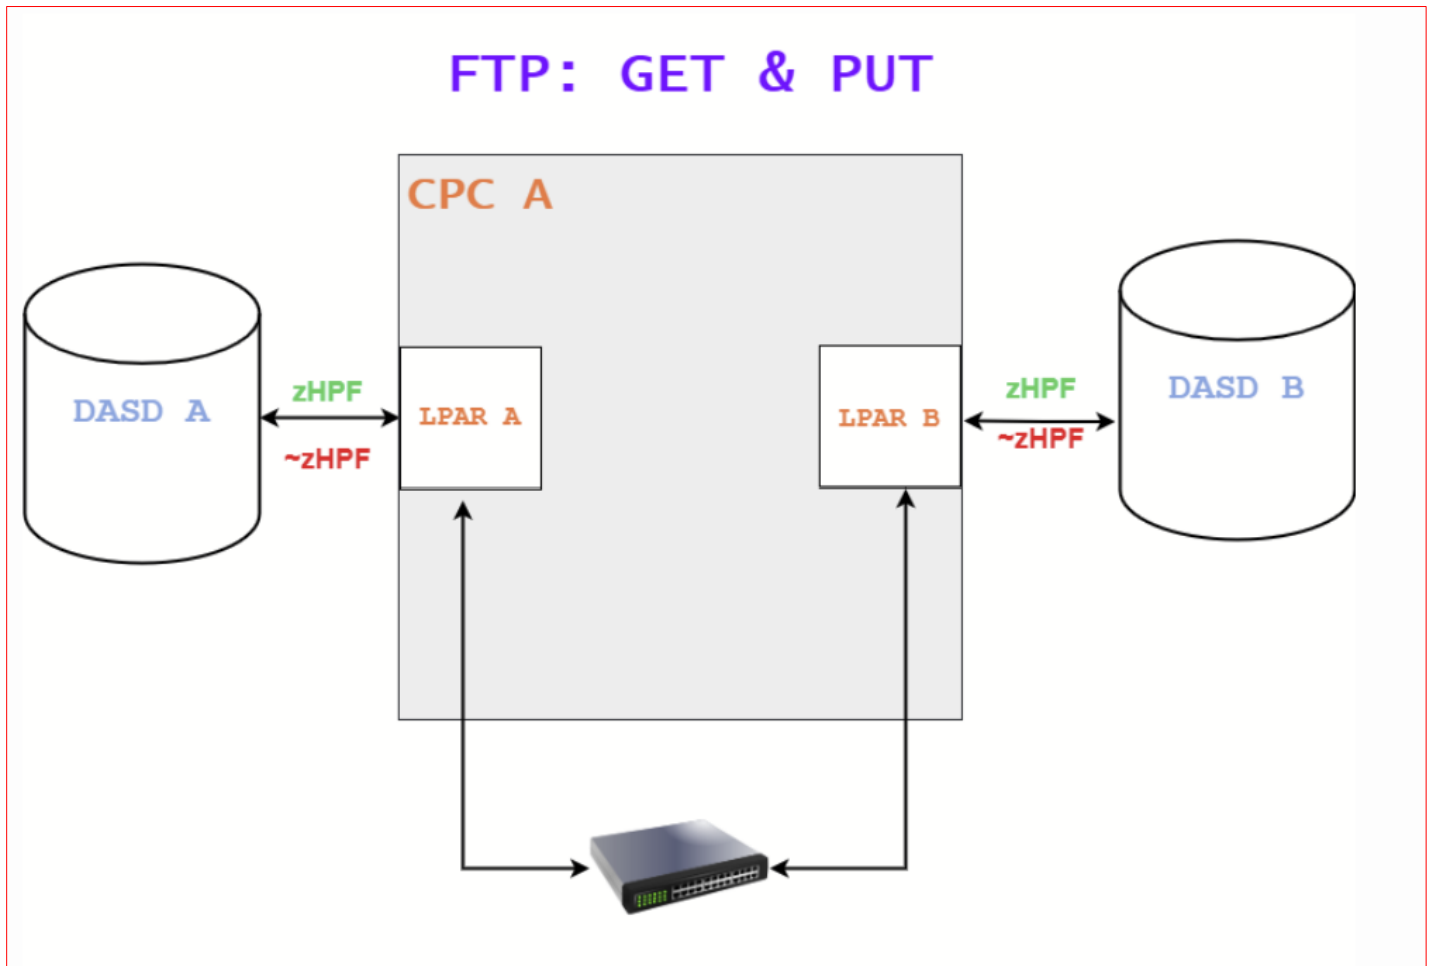 FTP: GET & PUT
CPC A
DASD A
zHPF
~zHPF
LPAR A
LPAR B
zHPF
~zHPF
DASD B